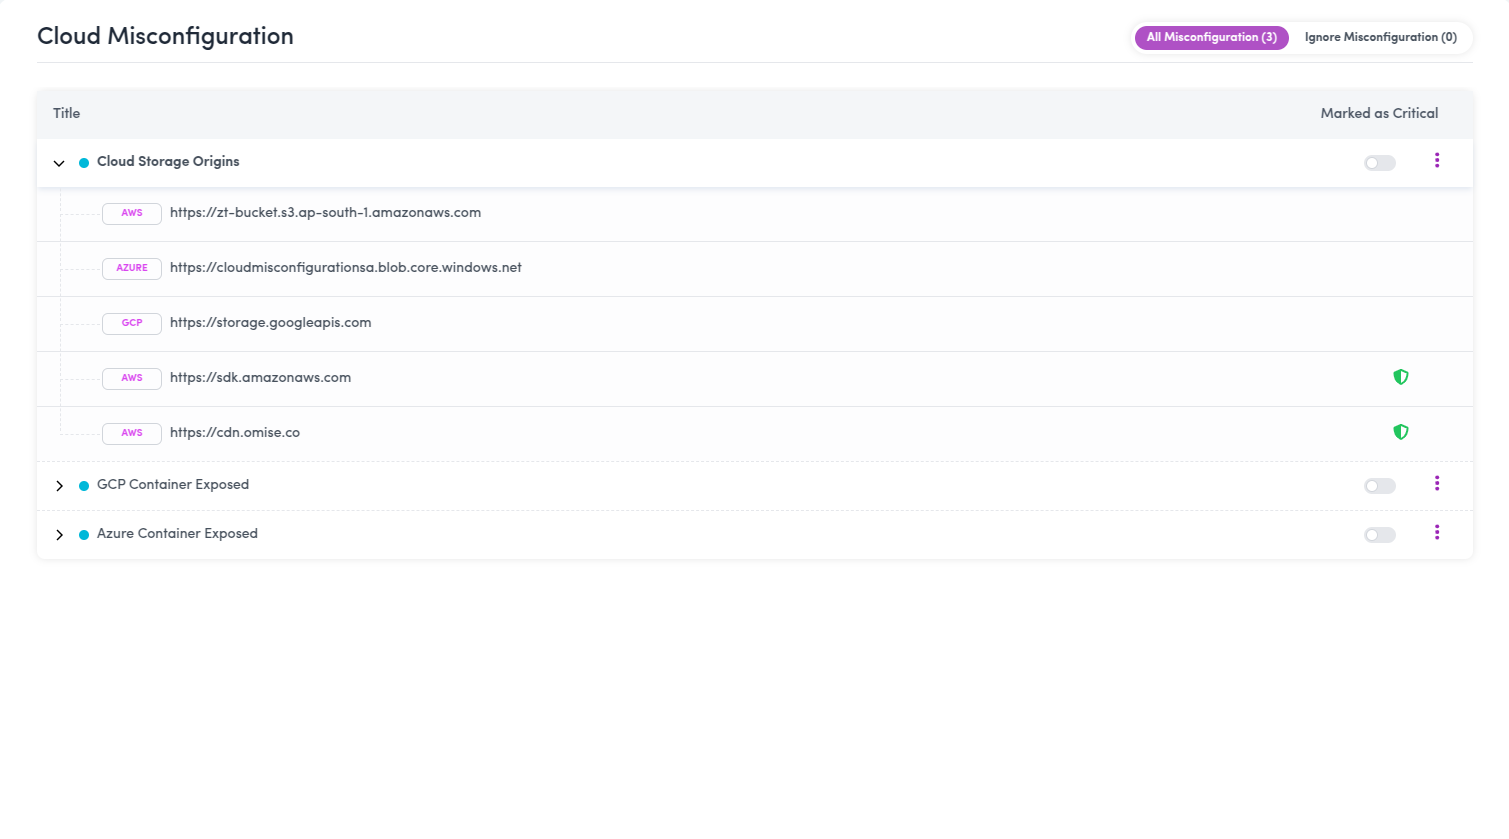 Cloud Misconfiguration
All Misconfiguration (3) Ignore Misconfiguration (0)
Title Marked as Critical
Cloud Storage Origins
AWS https://zt-bucket.s3.ap-south-1.amazonaws.com
AZURE https://cloudmisconfigurationsa.blob.core.windows.net
GCP https://storage.googleapis.com
AWS https://sdk.amazonaws.com
AWS https://cdn.omise.co
GCP Container Exposed
Azure Container Exposed